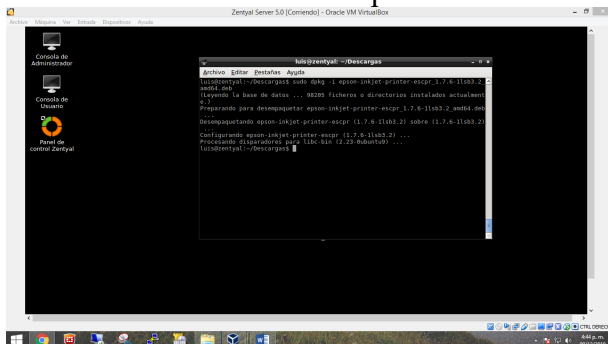 Zentyal Server 5.0 [Corriendo] - Oracle VM VirtualBox
Archivo Máquina Ver Entrada Dispositivos Ayuda
Consola de
Administrador
Consola de
Usuario
Panel de
control Zentyal
luis@zentyal: ~/Descargas
Archivo Editar Pestañas Ayuda
luis@zentyal:~/Descargas$ sudo dpkg -i epson-inkjet-printer-escpr_1.7.6-1lsb3.2_
amd64.deb
(Leyendo la base de datos ... 98205 ficheros o directorios instalados actualment
e.)
Preparando para desempaquetar epson-inkjet-printer-escpr_1.7.6-1lsb3.2_amd64.deb
...
Desempaquetando epson-inkjet-printer-escpr (1.7.6-1lsb3.2) sobre (1.7.6-1lsb3.2)
...
Configurando epson-inkjet-printer-escpr (1.7.6-1lsb3.2) ...
Procesando disparadores para libc-bin (2.23-0ubuntu9) ...
luis@zentyal:~/Descargas$
CTRL DERECHO
4:44 p. m.